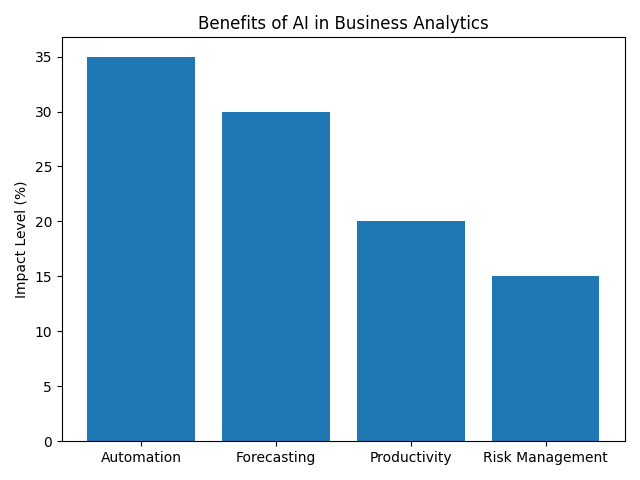 Benefits of AI in Business Analytics
Impact Level (%)
35
30
25
20
15
10
5
0
Automation Forecasting Productivity Risk Management